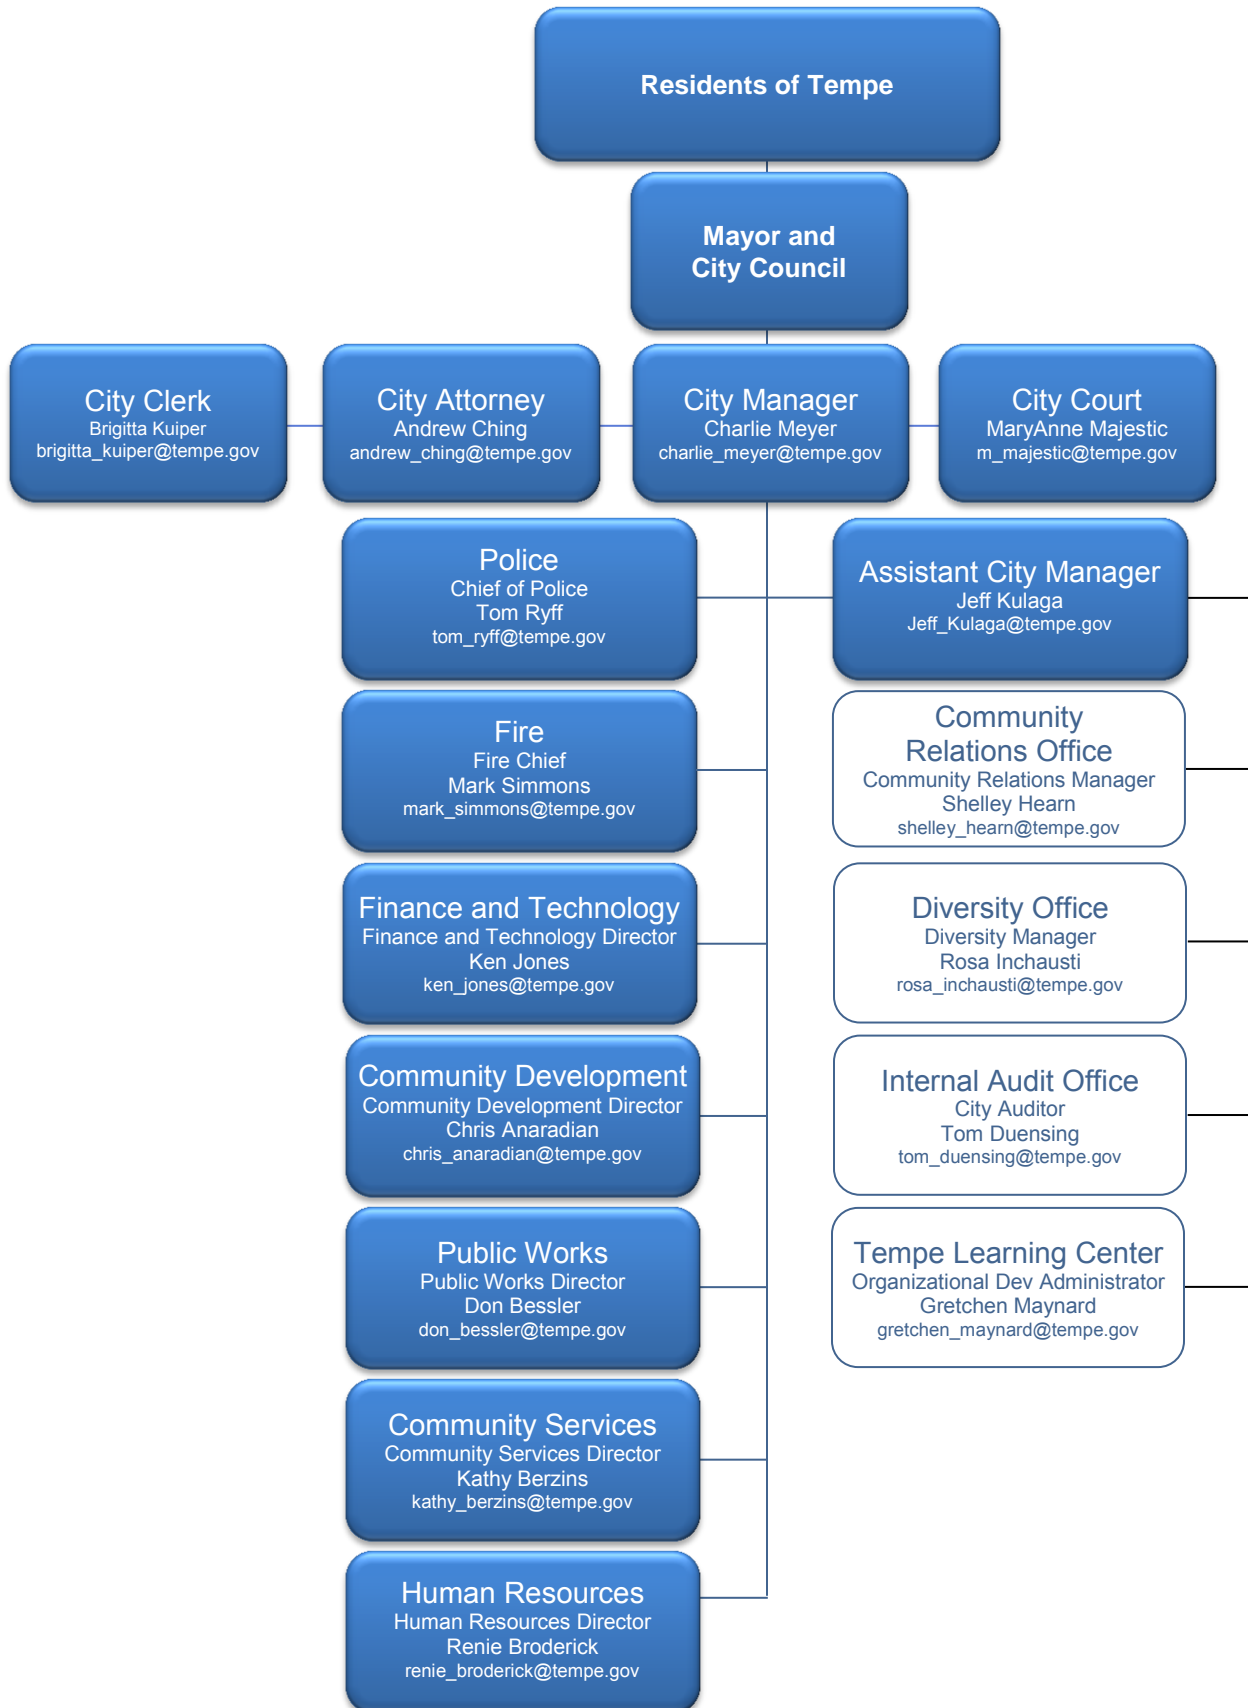 Residents of Tempe
Mayor and
City Council
City Clerk
Brigitta Kuiper
brigitta_kuiper@tempe.gov
City Attorney
Andrew Ching
andrew_ching@tempe.gov
City Manager
Charlie Meyer
charlie_meyer@tempe.gov
City Court
MaryAnne Majestic
m_majestic@tempe.gov
Police
Chief of Police
Tom Ryff
tom_ryff@tempe.gov
Assistant City Manager
Jeff Kulaga
Jeff_Kulaga@tempe.gov
Fire
Fire Chief
Mark Simmons
mark_simmons@tempe.gov
Community
Relations Office
Community Relations Manager
Shelley Hearn
shelley_hearn@tempe.gov
Finance and Technology
Finance and Technology Director
Ken Jones
ken_jones@tempe.gov
Diversity Office
Diversity Manager
Rosa Inchausti
rosa_inchausti@tempe.gov
Community Development
Community Development Director
Chris Anaradian
chris_anaradian@tempe.gov
Internal Audit Office
City Auditor
Tom Duensing
tom_duensing@tempe.gov
Public Works
Public Works Director
Don Bessler
don_bessler@tempe.gov
Tempe Learning Center
Organizational Dev Administrator
Gretchen Maynard
gretchen_maynard@tempe.gov
Community Services
Community Services Director
Kathy Berzins
kathy_berzins@tempe.gov
Human Resources
Human Resources Director
Renie Broderick
renie_broderick@tempe.gov